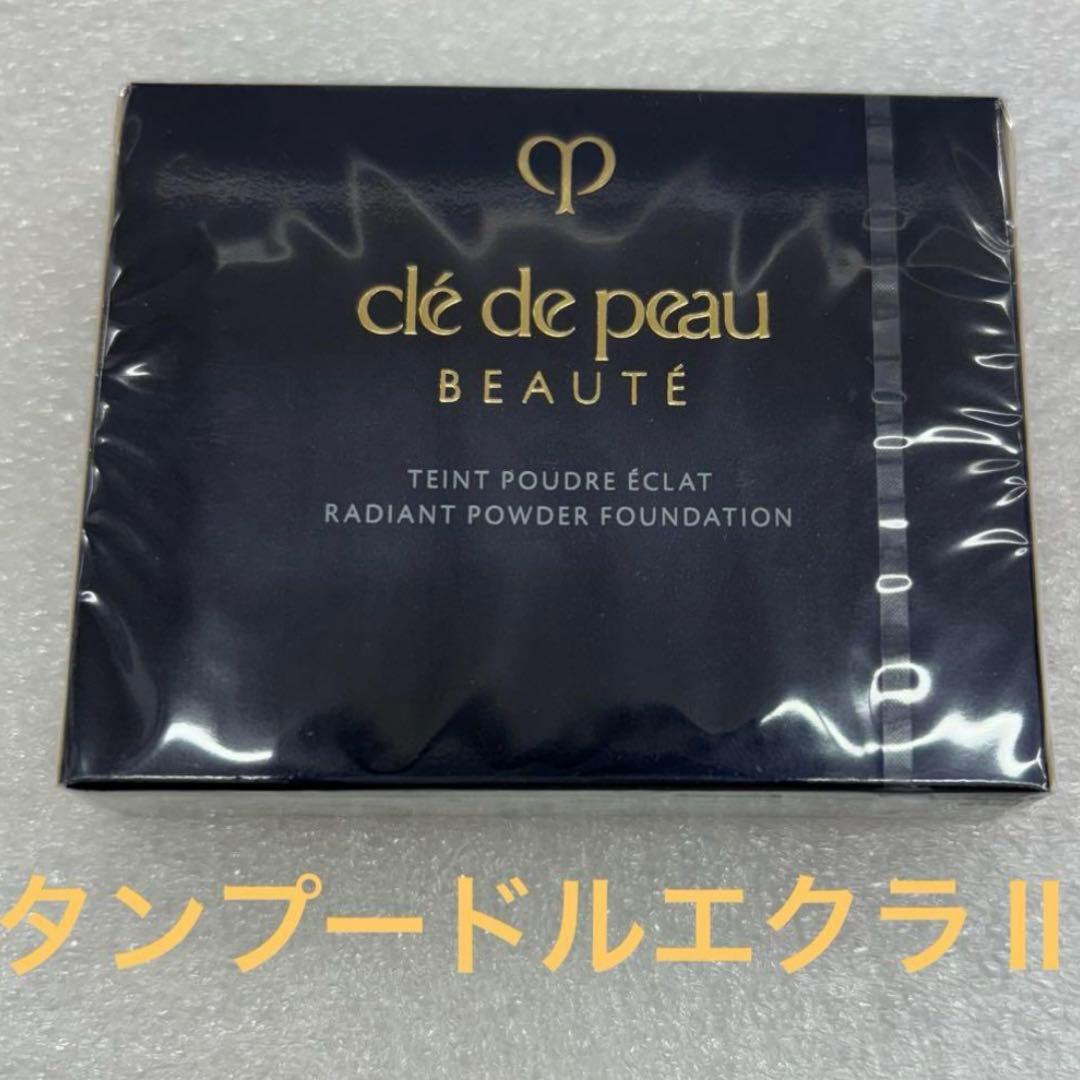 clé de peau
BEAUTÉ
TEINT POUDRE ÉCLAT
RADIANT POWDER FOUNDATION
タンプードルエクラⅡ